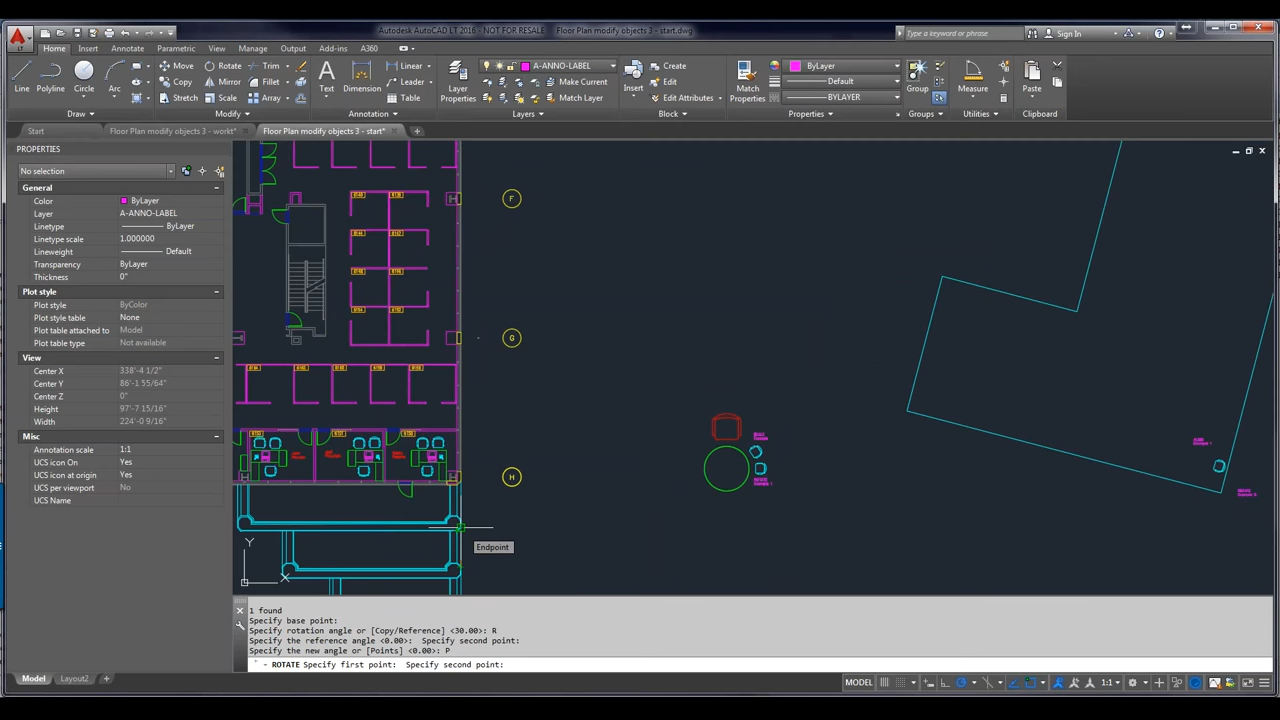 Autodesk AutoCAD LT 2016 - NOT FOR RESALE Floor Plan modify objects 3 - start.dwg
Type a keyword or phrase
Sign In
LT
Home Insert Annotate Parametric View Manage Output Add-ins A360
Line Polyline Circle Arc
Move Rotate Trim
Copy Mirror Fillet
Stretch Scale Array
Text Dimension
Linear
Leader
Table
Layer Properties
A-ANNO-LABEL
Make Current
Match Layer
Insert
Create
Edit
Edit Attributes
Match Properties
ByLayer
Default
BYLAYER
Group
Measure
Paste
Draw Modify Annotation Layers Block Properties Groups Utilities Clipboard
Start Floor Plan modify objects 3 - workt* Floor Plan modify objects 3 - start*
PROPERTIES
No selection
General
Color ByLayer
Layer A-ANNO-LABEL
Linetype ByLayer
Linetype scale 1.000000
Lineweight Default
Transparency ByLayer
Thickness 0"
Plot style
Plot style ByColor
Plot style table None
Plot table attached to Model
Plot table type Not available
View
Center X 338'-4 1/2"
Center Y 86'-1 55/64"
Center Z 0"
Height 97'-7 15/16"
Width 224'-0 9/16"
Misc
Annotation scale 1:1
UCS icon On Yes
UCS icon at origin Yes
UCS per viewport No
UCS Name
F
G
H
Endpoint
Y
X
1 found
Specify base point:
Specify rotation angle or [Copy/Reference] <30.00>: R
Specify the reference angle <0.00>: Specify second point:
Specify the new angle or [Points] <0.00>: P
ROTATE Specify first point: Specify second point:
Model Layout2 +
MODEL
1:1